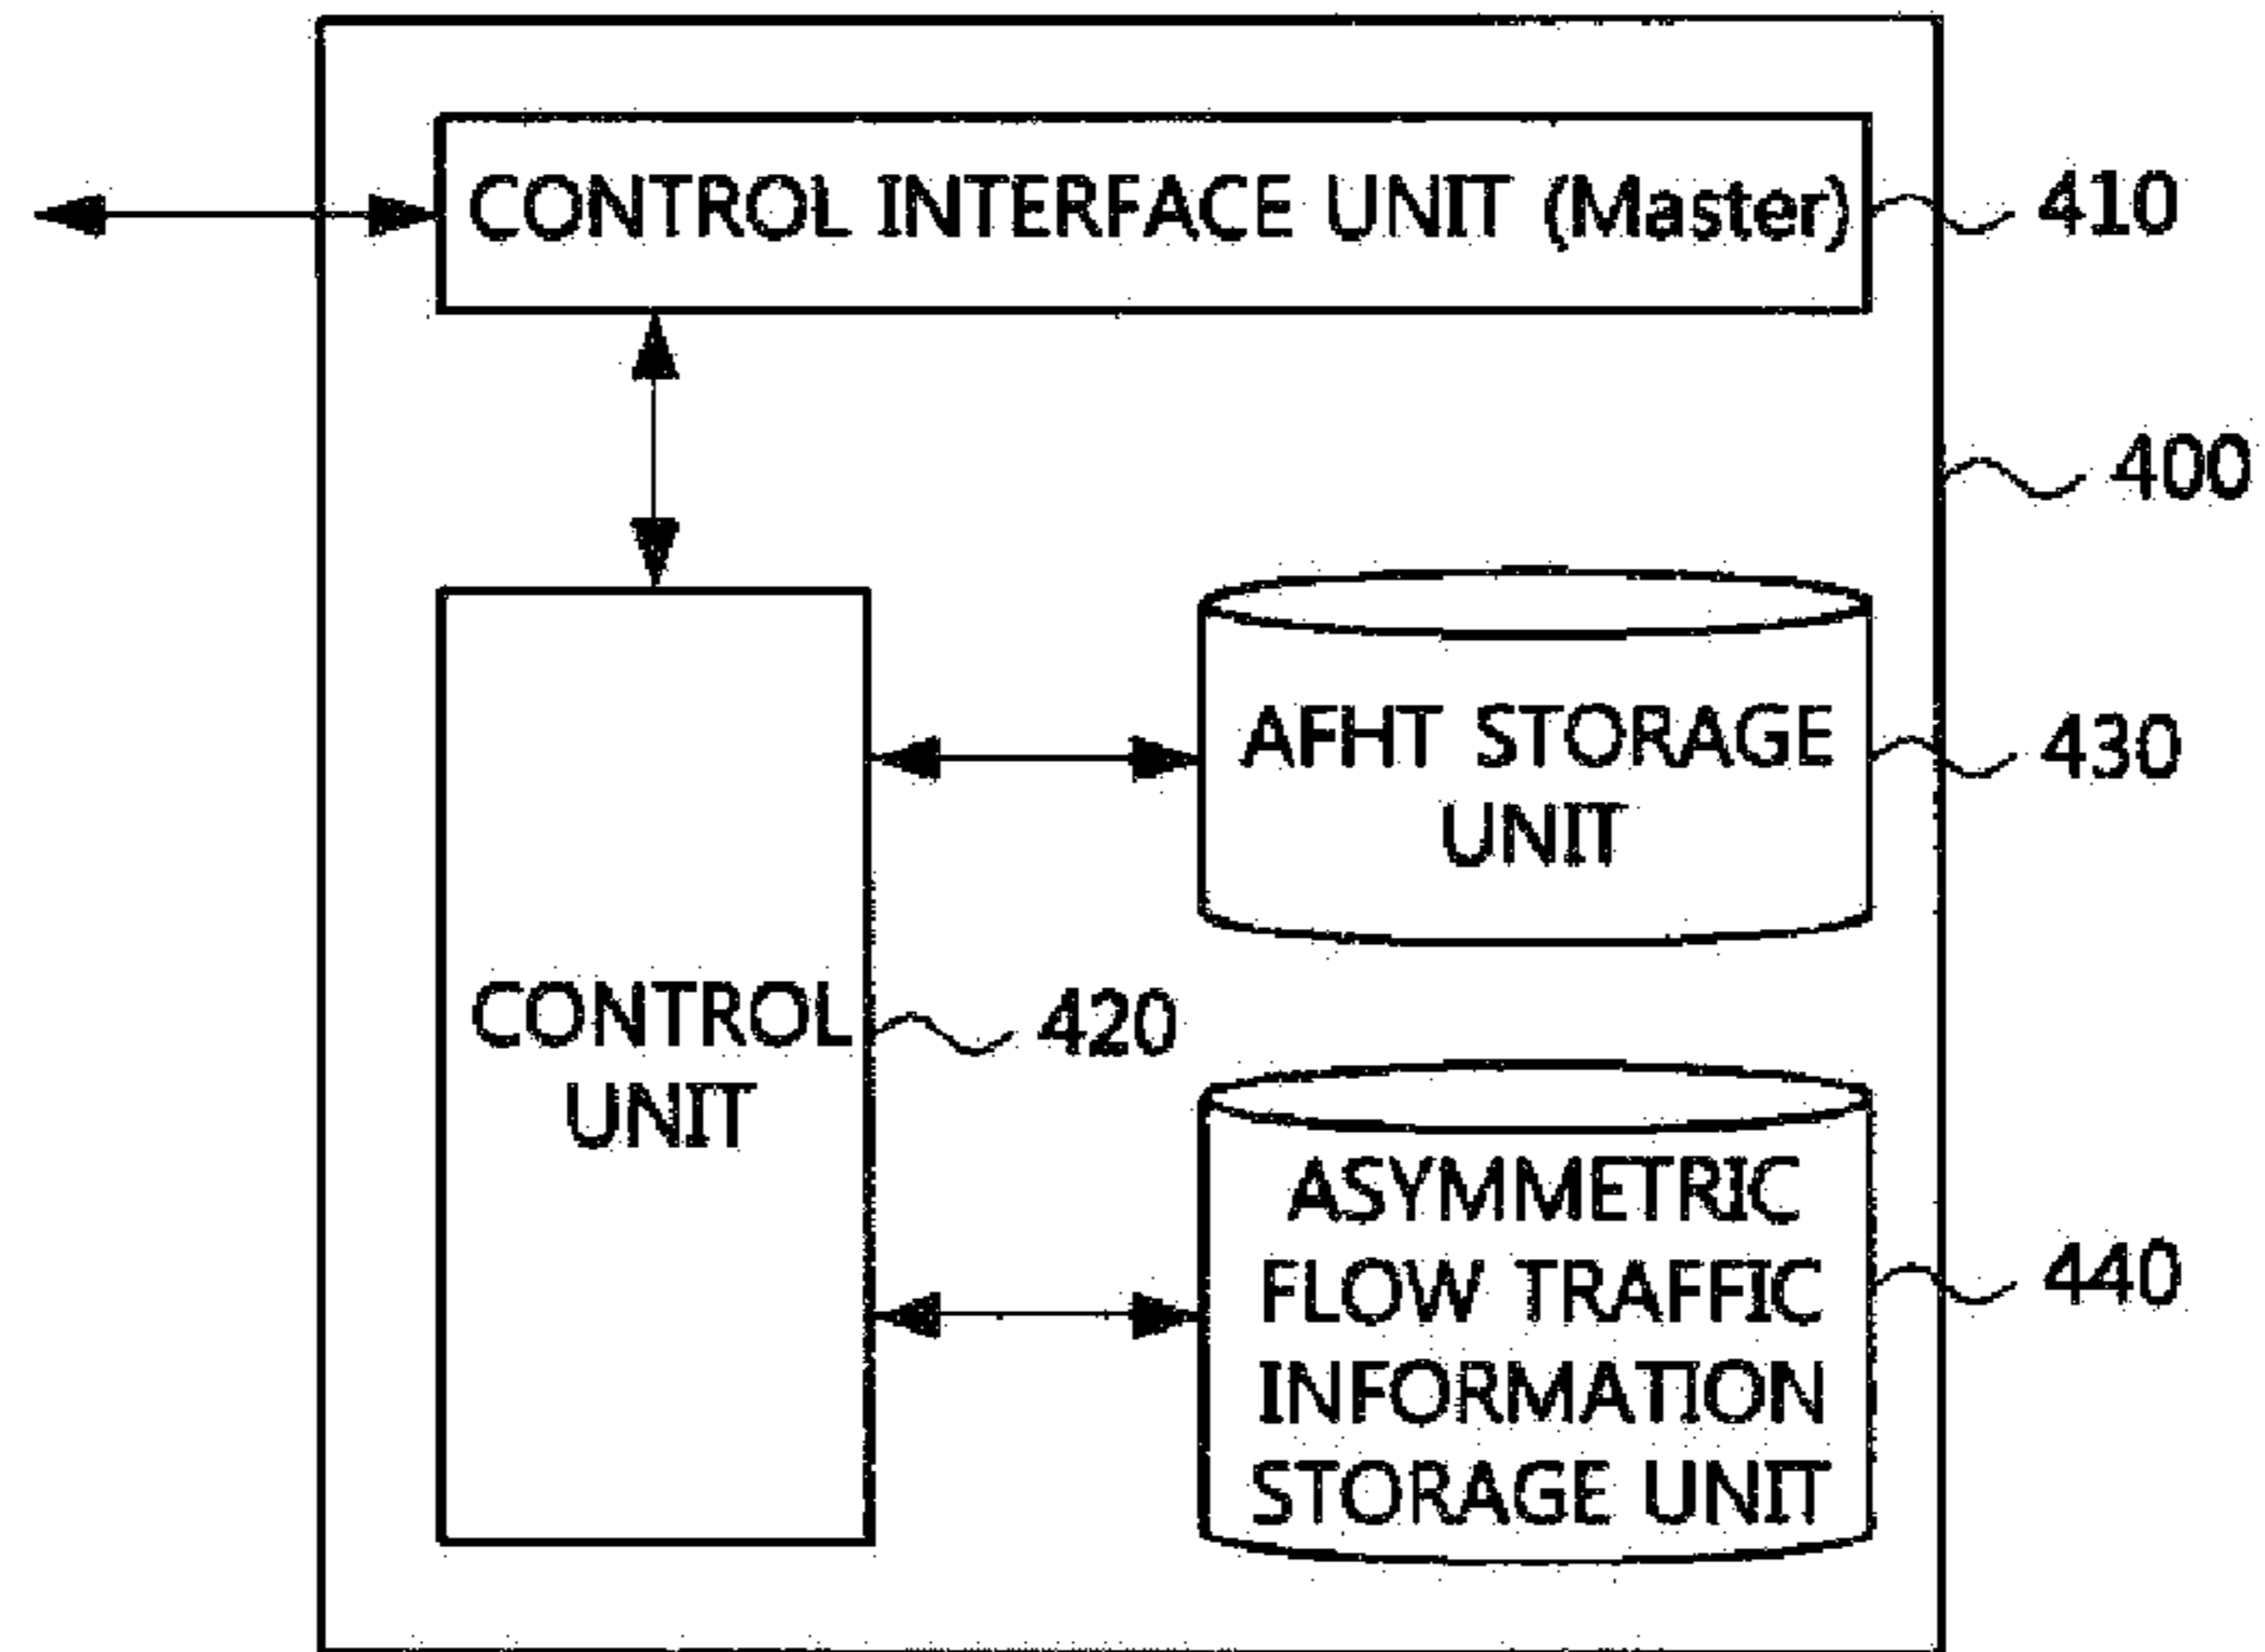 CONTROL INTERFACE UNIT (Master)
410
400
AFHT STORAGE
UNIT
430
CONTROL
UNIT
420
ASYMMETRIC
FLOW TRAFFIC
INFORMATION
STORAGE UNIT
440